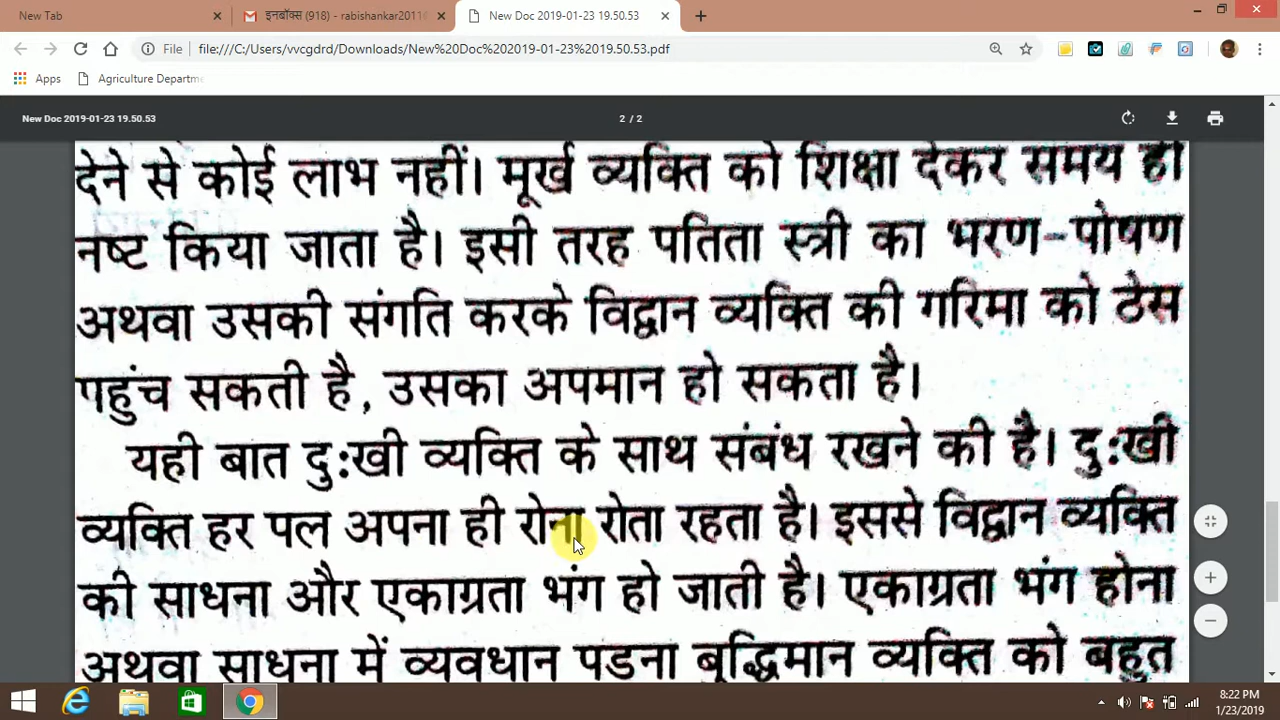 New Tab
इनबॉक्स (918) - rabishankar2011
New Doc 2019-01-23 19.50.53
File
file:///C:/Users/vvcgdrd/Downloads/New%20Doc%202019-01-23%2019.50.53.pdf
Apps
Agriculture Departm
New Doc 2019-01-23 19.50.53
2 / 2
देने से कोई लाभ नहीं। मूर्ख व्यक्ति को शिक्षा देकर समय ही
नष्ट किया जाता है। इसी तरह पतिता स्त्री का भरण-पोषण
अथवा उसकी संगति करके विद्वान व्यक्ति की गरिमा को ठेस
पहुंच सकती है, उसका अपमान हो सकता है।
यही बात दु:खी व्यक्ति के साथ संबंध रखने की है। दु:खी
व्यक्ति हर पल अपना ही रोना रोता रहता है। इससे विद्वान व्यक्ति
की साधना और एकाग्रता भंग हो जाती है। एकाग्रता भंग होना
अथवा साधना में व्यवधान पडना बुद्धिमान व्यक्ति को बहुत
8:22 PM
1/23/2019